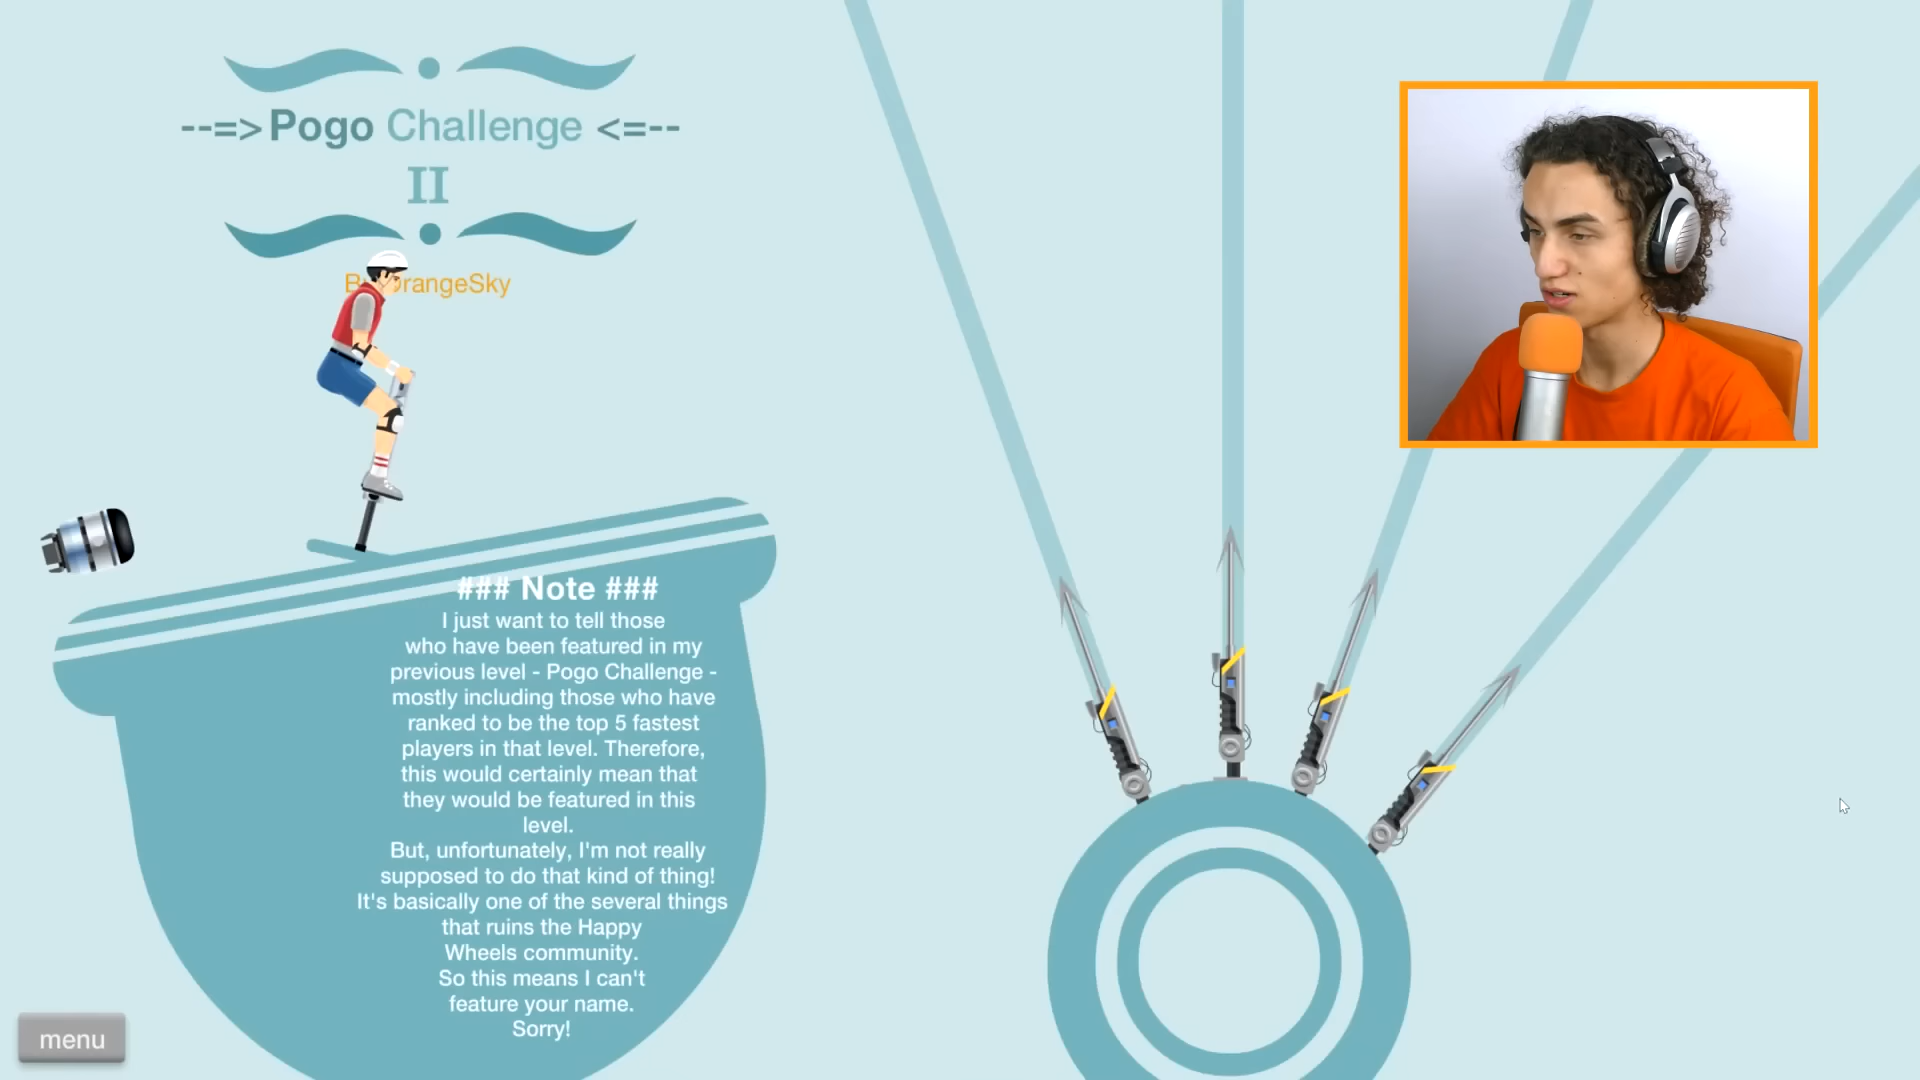 --=> Pogo Challenge <=--
II
By OrangeSky
### Note ###
I just want to tell those
who have been featured in my
previous level - Pogo Challenge -
mostly including those who have
ranked to be the top 5 fastest
players in that level. Therefore,
this would certainly mean that
they would be featured in this
level.
But, unfortunately, I'm not really
supposed to do that kind of thing!
It's basically one of the several things
that ruins the Happy
Wheels community.
So this means I can't
feature your name.
Sorry!
menu